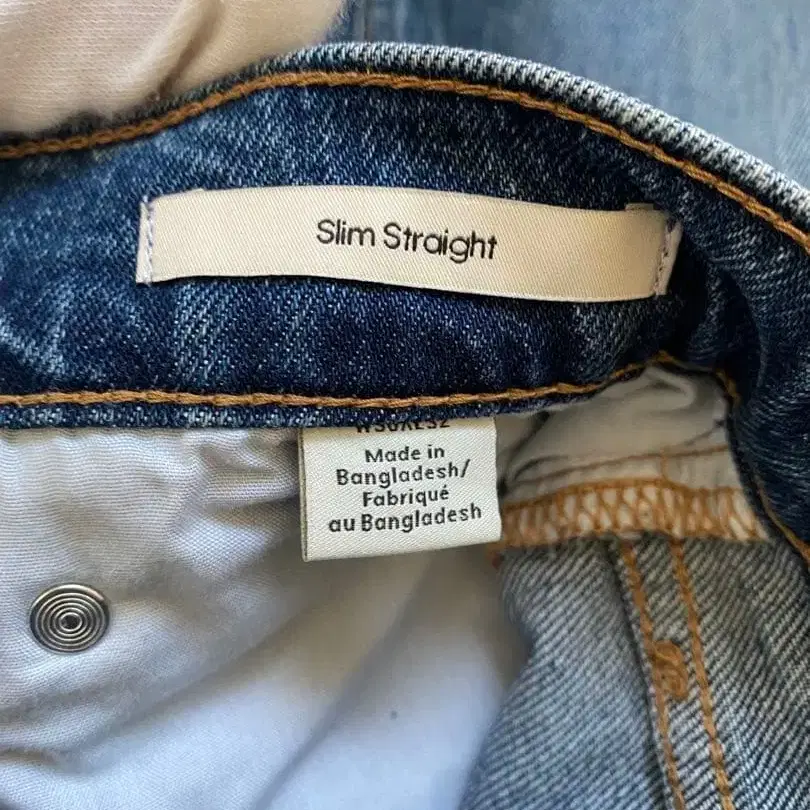 Slim Straight
Made in
Bangladesh/
Fabriqué
au Bangladesh